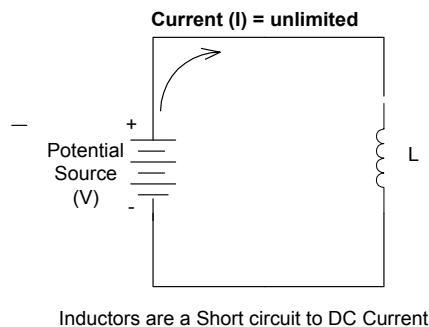 Current (I) = unlimited
+
Potential
Source
(V)
-
L
Inductors are a Short circuit to DC Current